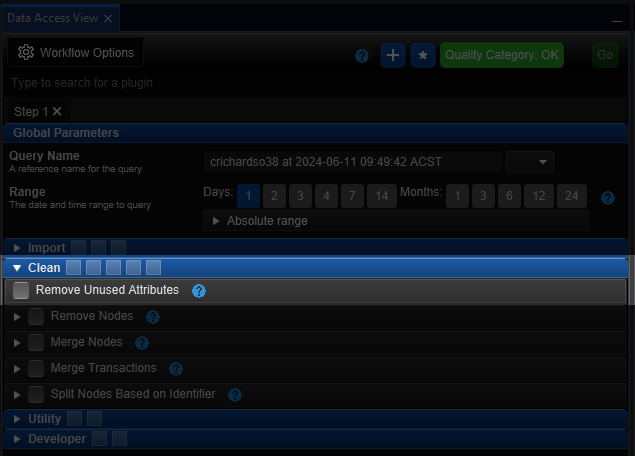 Data Access View
Workflow Options
Quality Category: OK
Go
Type to search for a plugin
Step 1
Global Parameters
Query Name
A reference name for the query
crichardso38 at 2024-06-11 09:49:42 ACST
Range
The date and time range to query
Days: 1 2 3 4 7 14 Months: 1 3 6 12 24
Absolute range
Import
Clean
Remove Unused Attributes
Remove Nodes
Merge Nodes
Merge Transactions
Split Nodes Based on Identifier
Utility
Developer